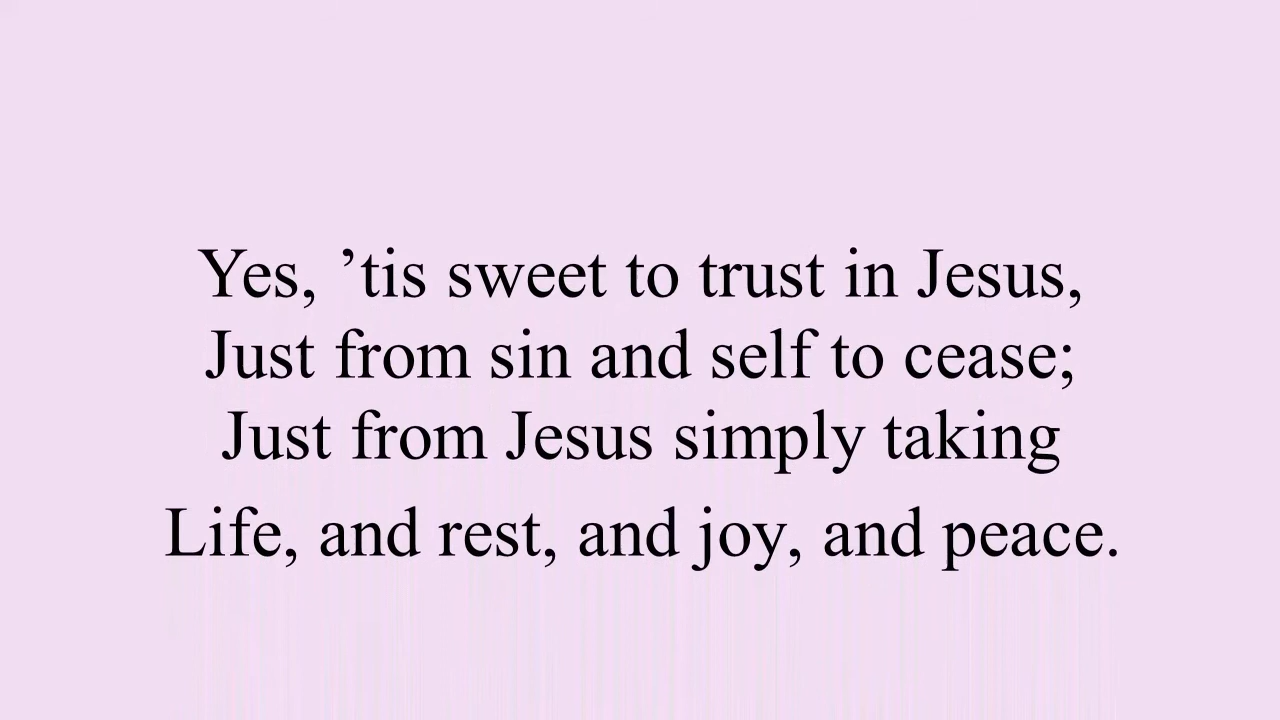 Yes, ’tis sweet to trust in Jesus,
Just from sin and self to cease;
Just from Jesus simply taking
Life, and rest, and joy, and peace.